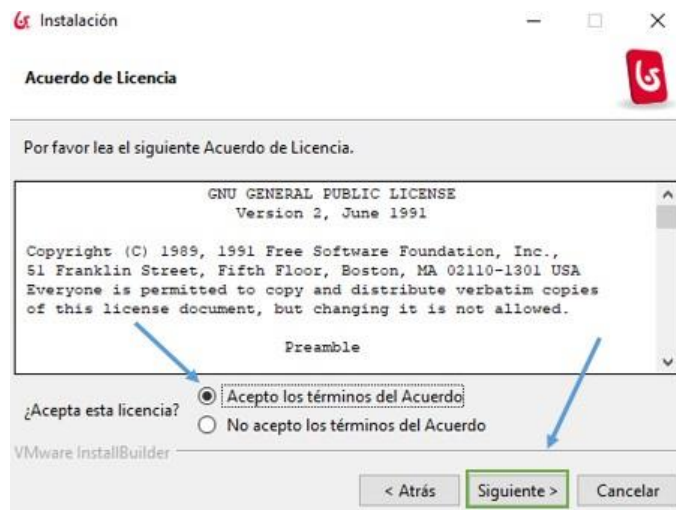 Instalación
Acuerdo de Licencia
Por favor lea el siguiente Acuerdo de Licencia.
GNU GENERAL PUBLIC LICENSE
Version 2, June 1991
Copyright (C) 1989, 1991 Free Software Foundation, Inc.,
51 Franklin Street, Fifth Floor, Boston, MA 02110-1301 USA
Everyone is permitted to copy and distribute verbatim copies
of this license document, but changing it is not allowed.
Preamble
¿Acepta esta licencia?
Acepto los términos del Acuerdo
No acepto los términos del Acuerdo
VMware InstallBuilder
< Atrás
Siguiente >
Cancelar